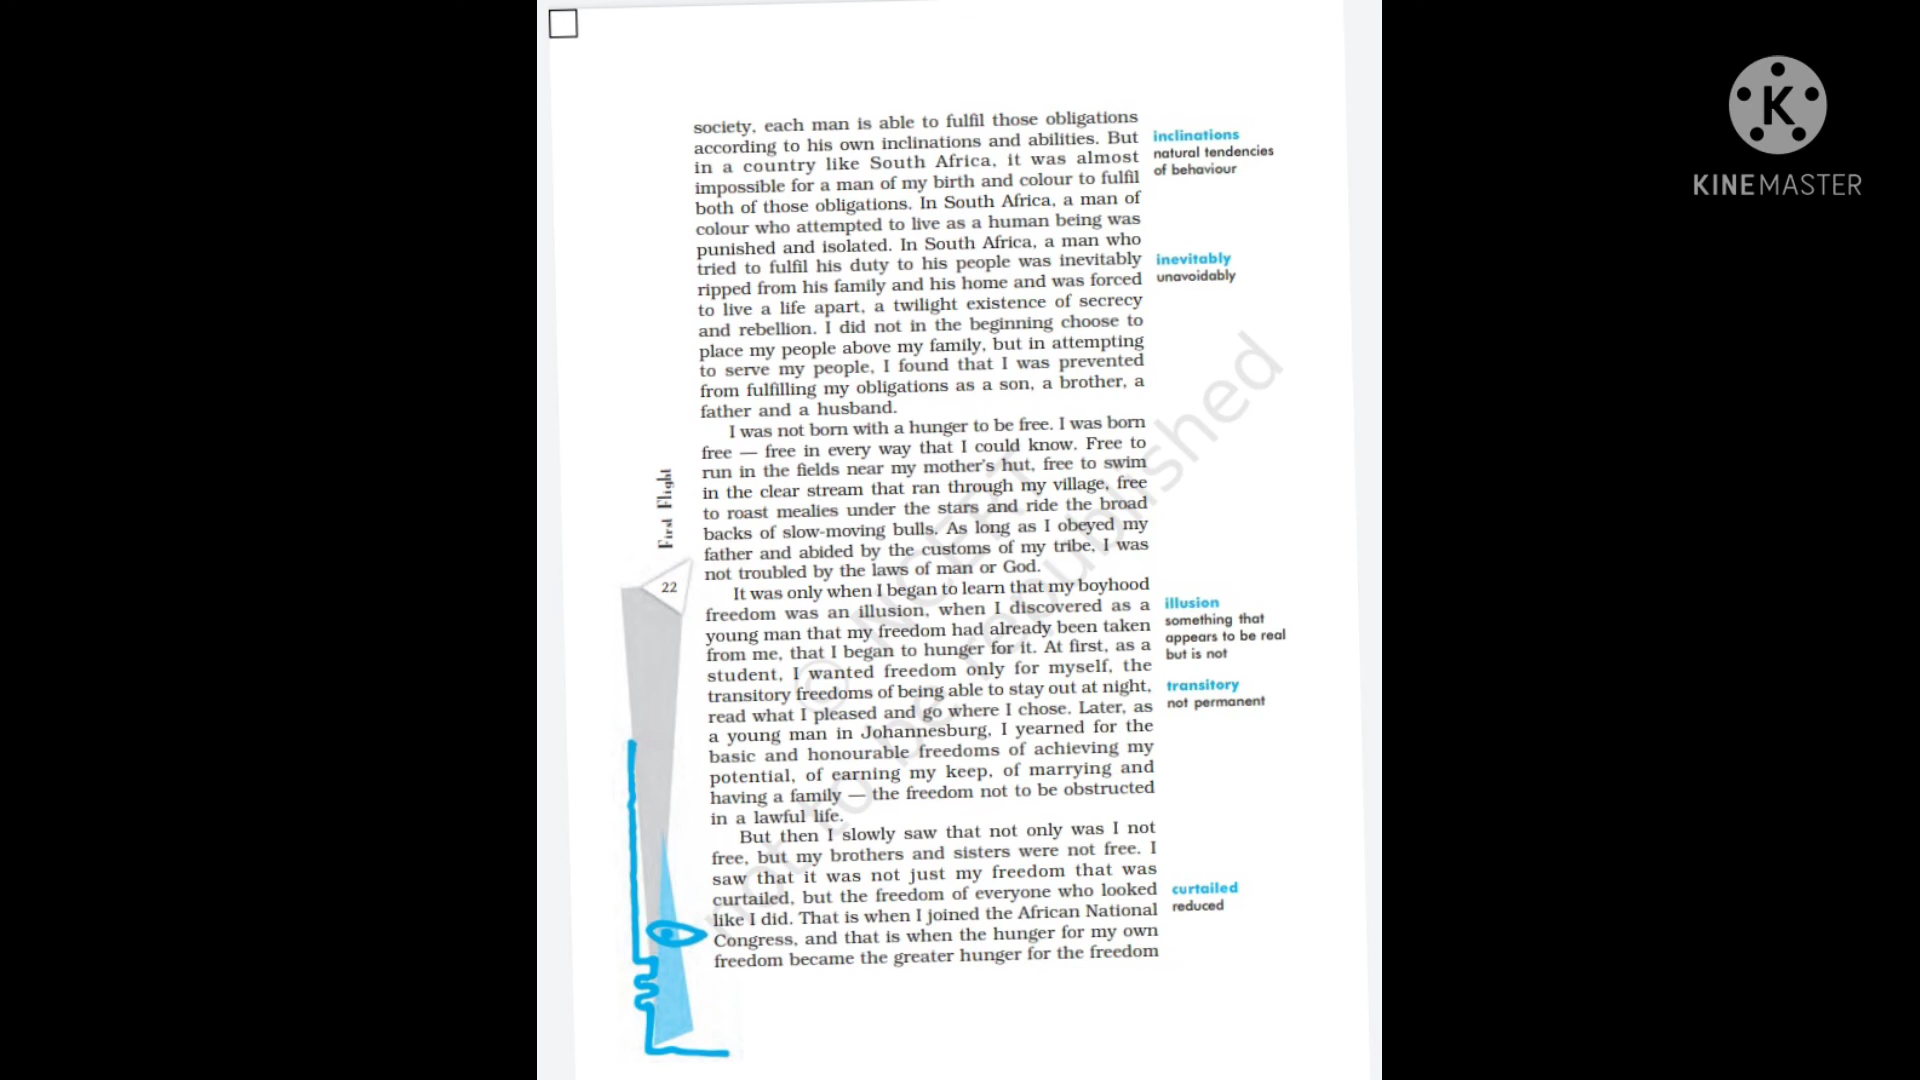 society, each man is able to fulfil those obligations
according to his own inclinations and abilities. But
in a country like South Africa, it was almost
impossible for a man of my birth and colour to fulfil
both of those obligations. In South Africa, a man of
colour who attempted to live as a human being was
punished and isolated. In South Africa, a man who
tried to fulfil his duty to his people was inevitably
ripped from his family and his home and was forced
to live a life apart, a twilight existence of secrecy
and rebellion. I did not in the beginning choose to
place my people above my family, but in attempting
to serve my people, I found that I was prevented
from fulfilling my obligations as a son, a brother, a
father and a husband.
I was not born with a hunger to be free. I was born
free — free in every way that I could know. Free to
run in the fields near my mother's hut, free to swim
in the clear stream that ran through my village, free
to roast mealies under the stars and ride the broad
backs of slow-moving bulls. As long as I obeyed my
father and abided by the customs of my tribe, I was
not troubled by the laws of man or God.
It was only when I began to learn that my boyhood
freedom was an illusion, when I discovered as a
young man that my freedom had already been taken
from me, that I began to hunger for it. At first, as a
student, I wanted freedom only for myself, the
transitory freedoms of being able to stay out at night,
read what I pleased and go where I chose. Later, as
a young man in Johannesburg, I yearned for the
basic and honourable freedoms of achieving my
potential, of earning my keep, of marrying and
having a family — the freedom not to be obstructed
in a lawful life.
But then I slowly saw that not only was I not
free, but my brothers and sisters were not free. I
saw that it was not just my freedom that was
curtailed, but the freedom of everyone who looked
like I did. That is when I joined the African National
Congress, and that is when the hunger for my own
freedom became the greater hunger for the freedom
inclinations
natural tendencies
of behaviour
inevitably
unavoidably
illusion
something that
appears to be real
but is not
transitory
not permanent
curtailed
reduced
First Flight
22
© NCERT
not to be republished
K
KINEMASTER